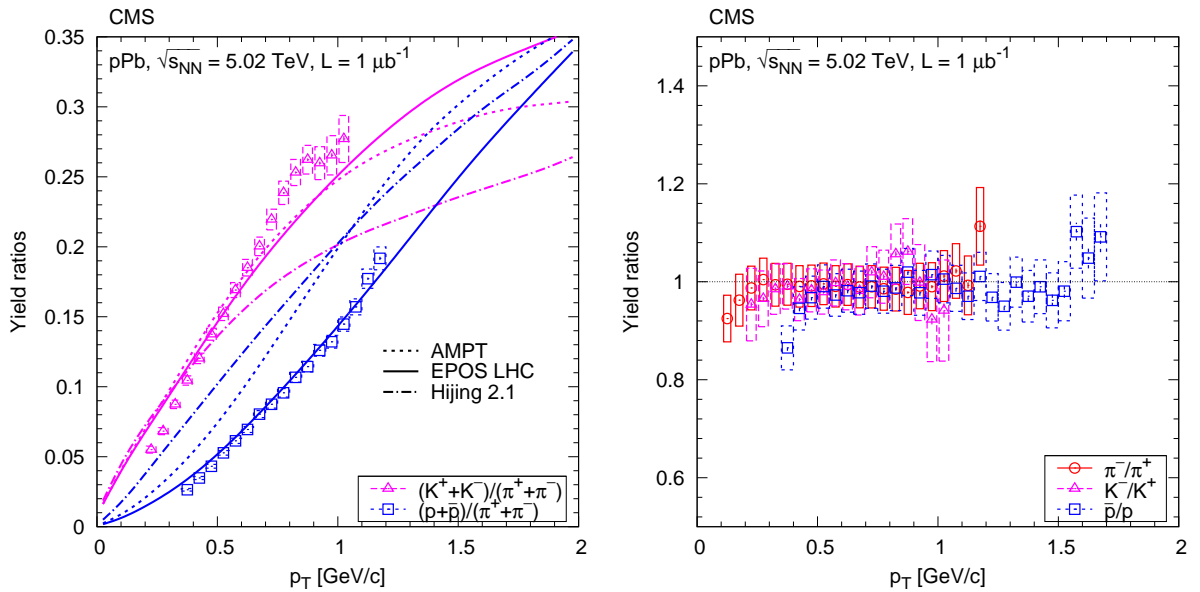 CMS
pPb, √sNN = 5.02 TeV, L = 1 μb⁻¹
0.35
0.3
0.25
0.2
0.15
0.1
0.05
0
Yield ratios
AMPT
EPOS LHC
Hijing 2.1
(K⁺+K⁻)/(π⁺+π⁻)
(p+p̄)/(π⁺+π⁻)
0 0.5 1 1.5 2
pT [GeV/c]
CMS
pPb, √sNN = 5.02 TeV, L = 1 μb⁻¹
1.4
1.2
1
0.8
0.6
Yield ratios
π⁻/π⁺
K⁻/K⁺
p̄/p
0 0.5 1 1.5 2
pT [GeV/c]